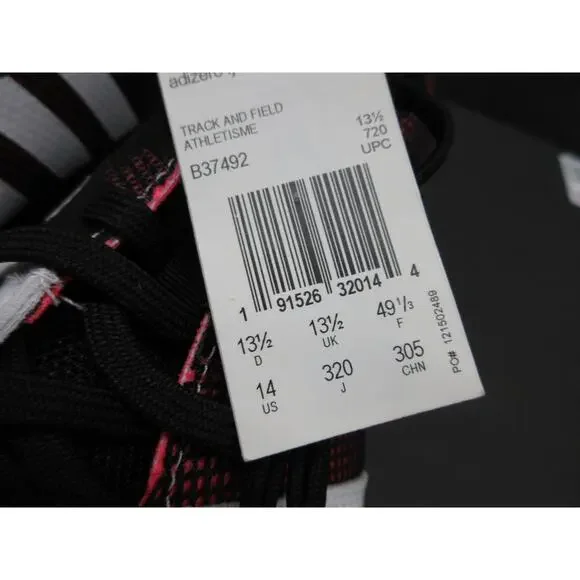 adizero
TRACK AND FIELD
ATHLETISME
B37492
13½
720
UPC
1 91526 32014 4
13½ 13½ 49⅓
D UK F
14 320 305
US J CHN
PO# 121502489